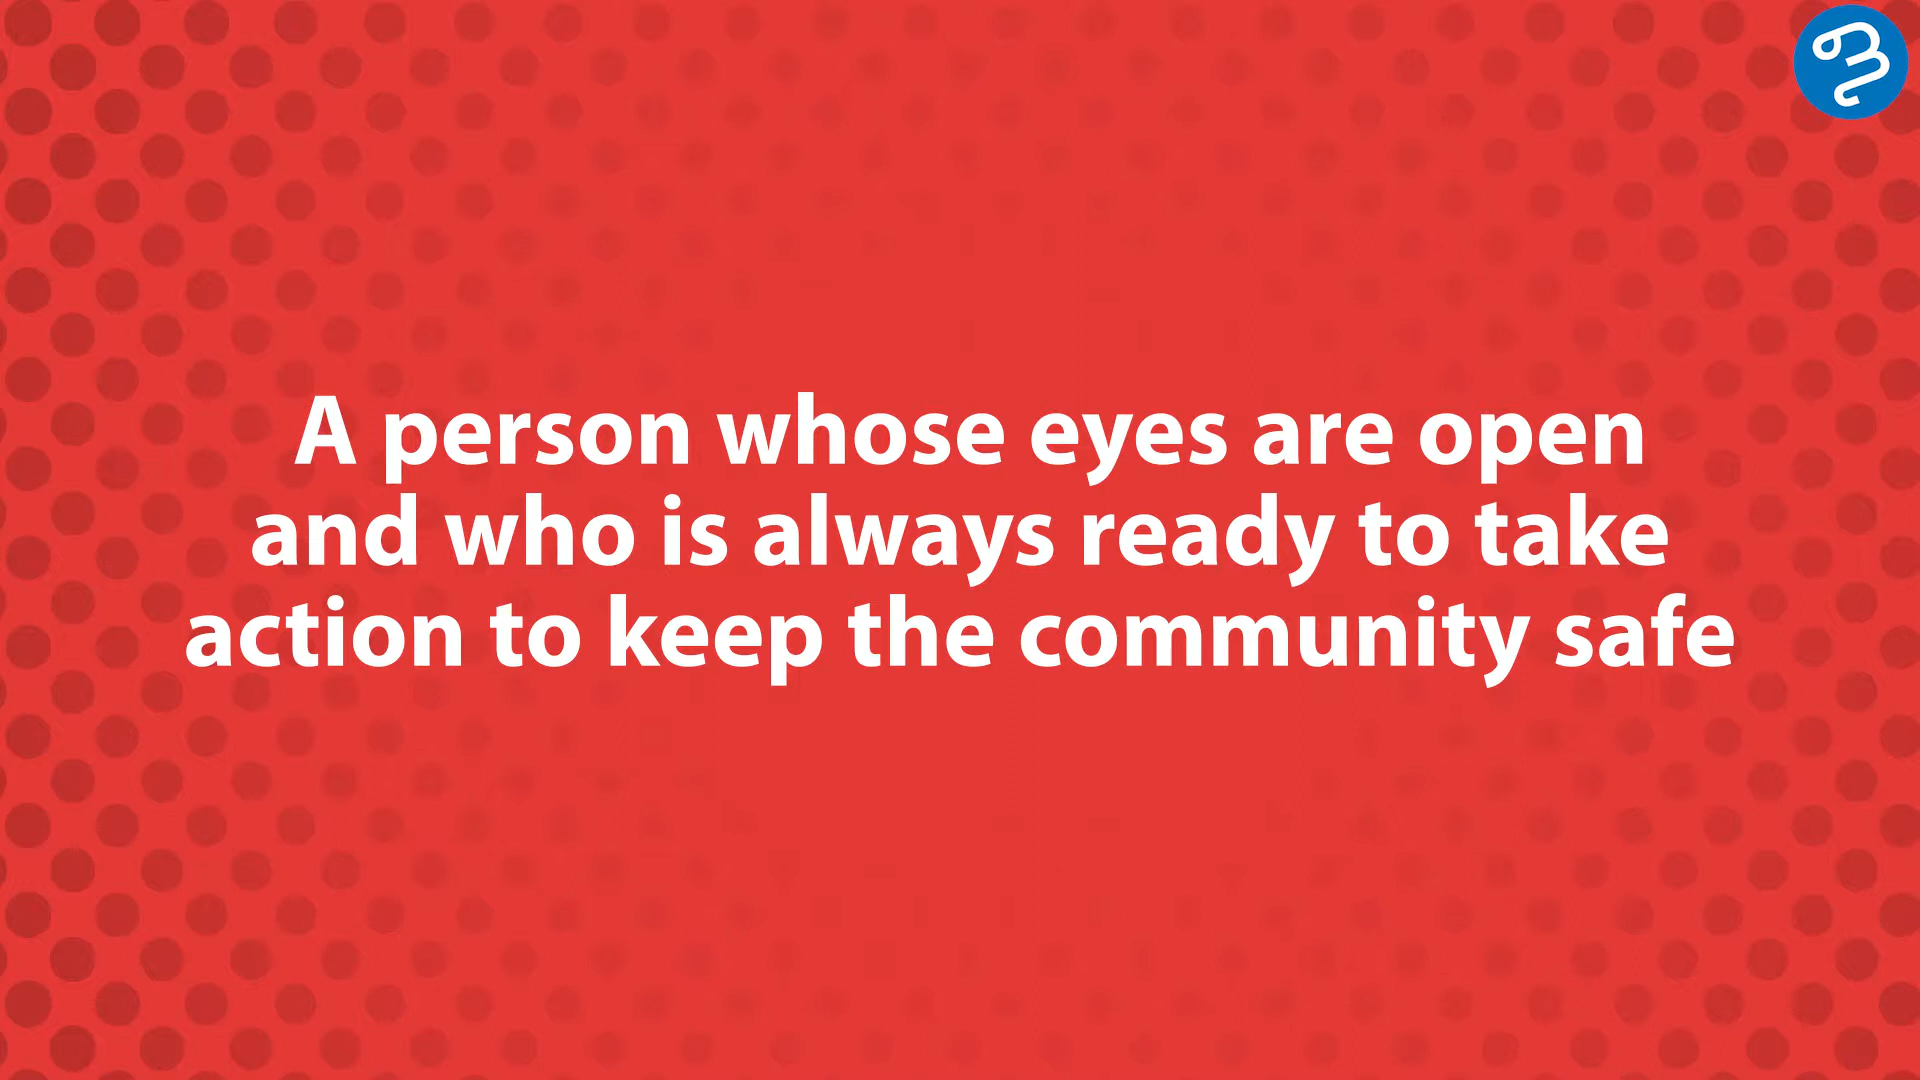 A person whose eyes are open
and who is always ready to take
action to keep the community safe